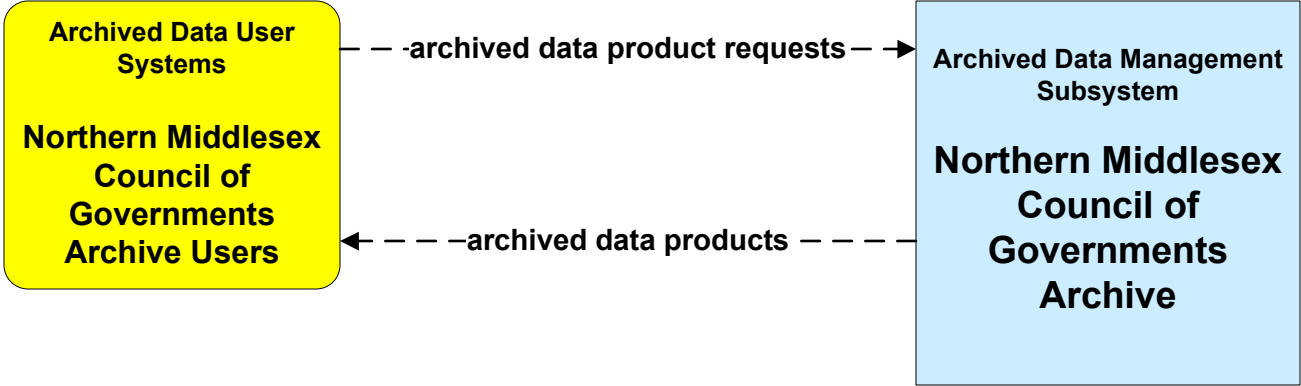 Archived Data User
Systems
Northern Middlesex
Council of
Governments
Archive Users
archived data product requests
archived data products
Archived Data Management
Subsystem
Northern Middlesex
Council of
Governments
Archive